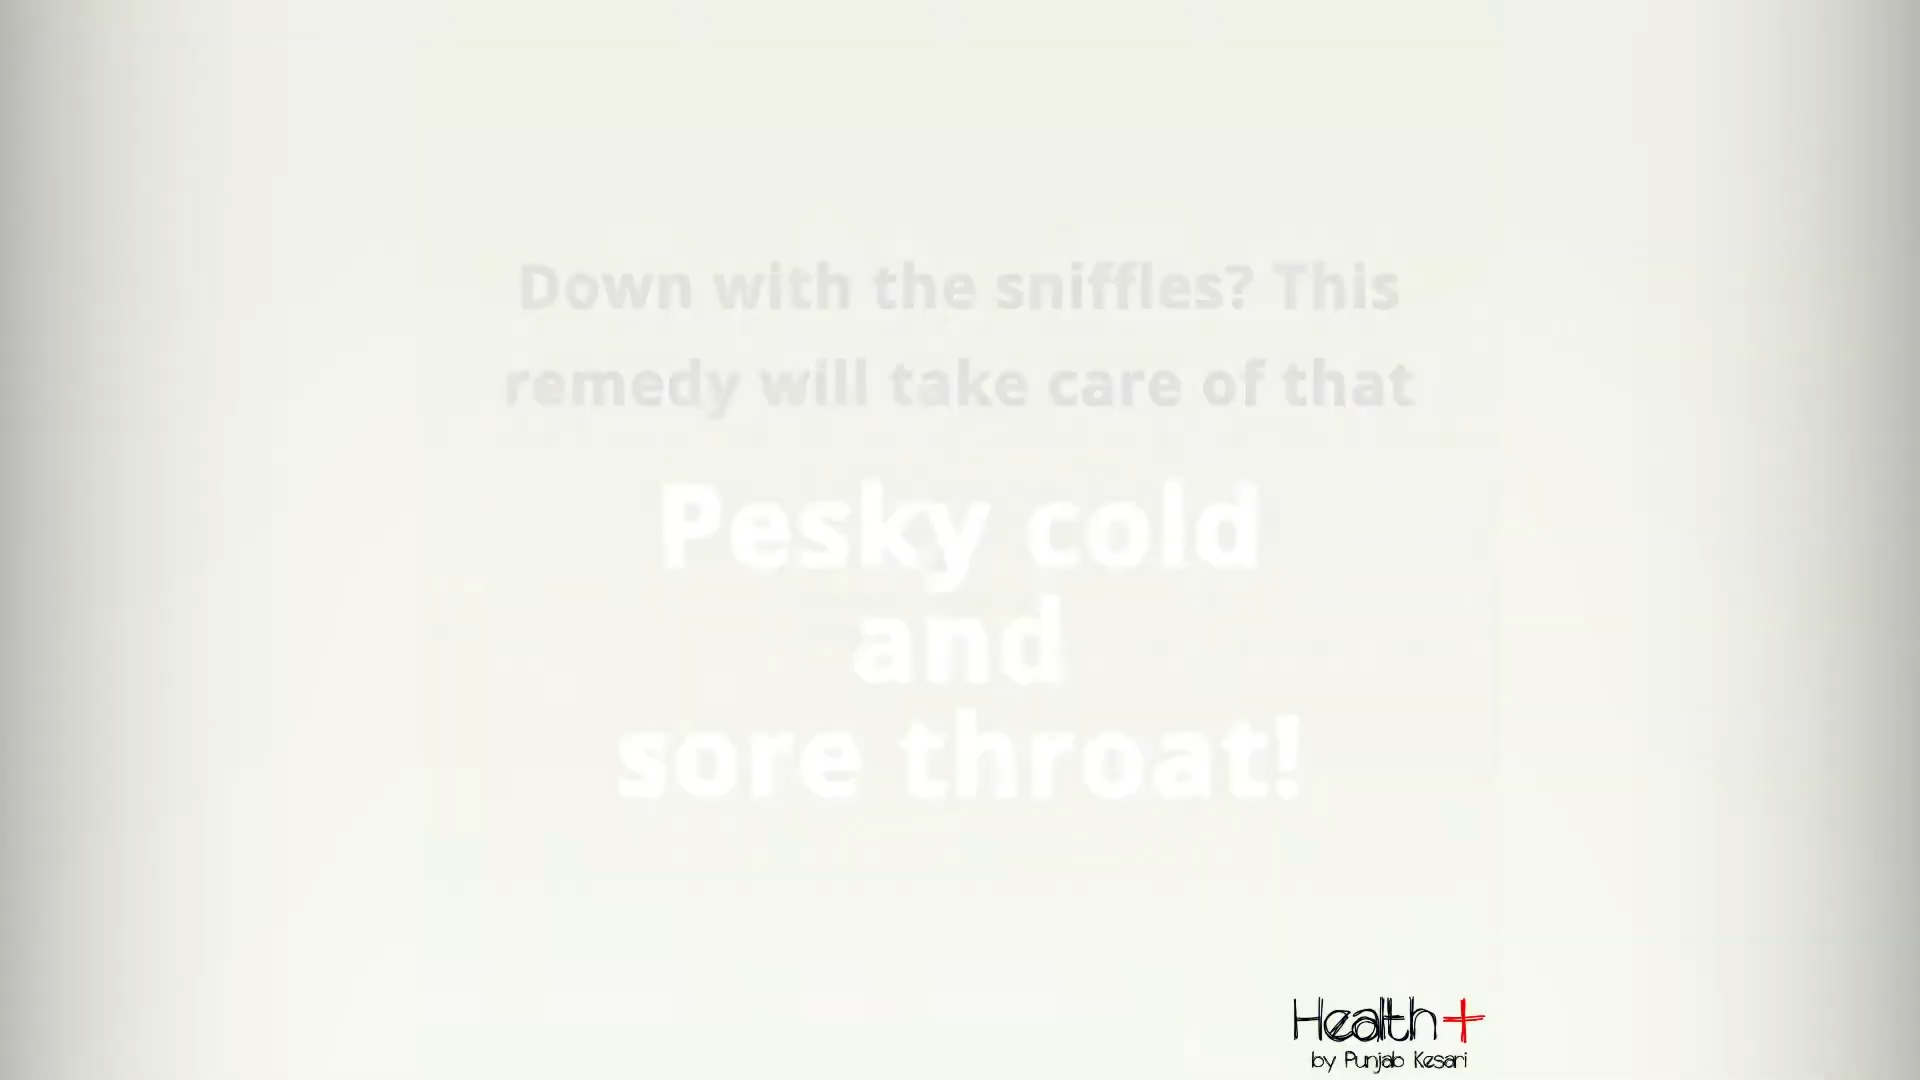 Down with the sniffles? This
remedy will take care of that
Pesky cold
and
sore throat!
Health+
by Punjab Kesari